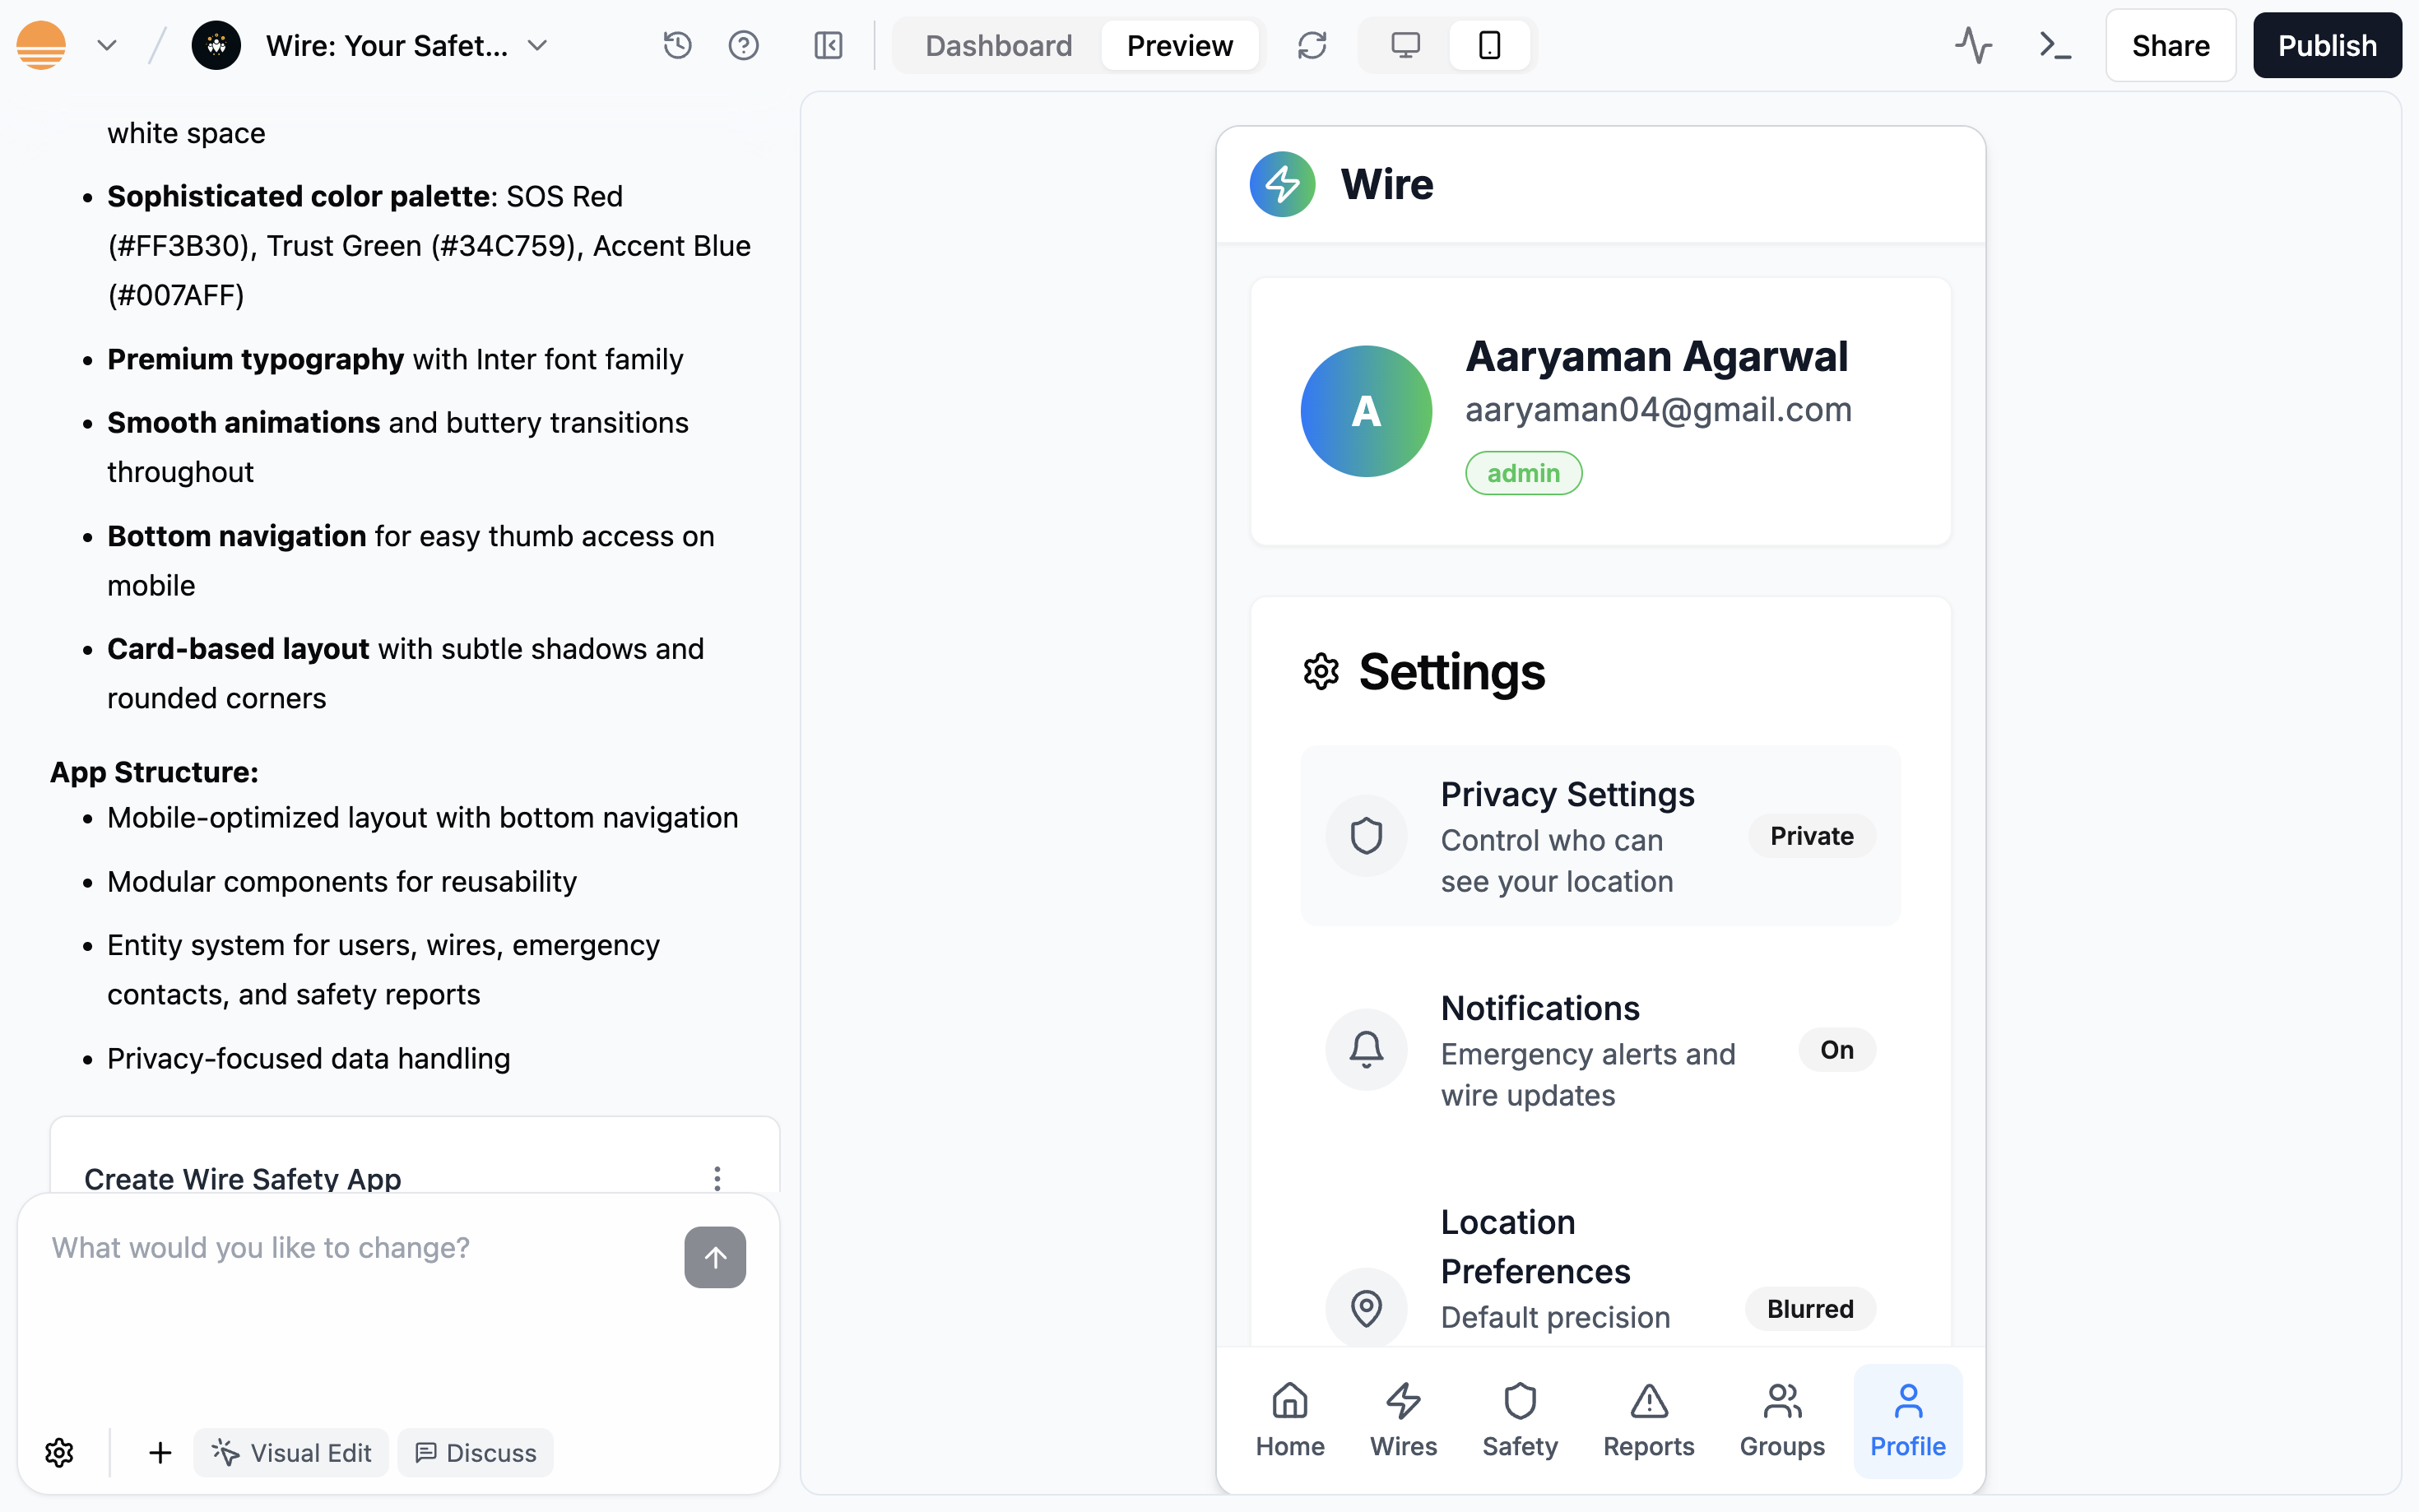 Wire: Your Safet...
Dashboard
Preview
Share
Publish
white space
Sophisticated color palette: SOS Red
(#FF3B30), Trust Green (#34C759), Accent Blue
(#007AFF)
Premium typography with Inter font family
Smooth animations and buttery transitions
throughout
Bottom navigation for easy thumb access on
mobile
Card-based layout with subtle shadows and
rounded corners
App Structure:
Mobile-optimized layout with bottom navigation
Modular components for reusability
Entity system for users, wires, emergency
contacts, and safety reports
Privacy-focused data handling
Create Wire Safety App
What would you like to change?
Visual Edit
Discuss
Wire
A
Aaryaman Agarwal
aaryaman04@gmail.com
admin
Settings
Privacy Settings
Control who can
see your location
Private
Notifications
Emergency alerts and
wire updates
On
Location
Preferences
Default precision
Blurred
Home
Wires
Safety
Reports
Groups
Profile